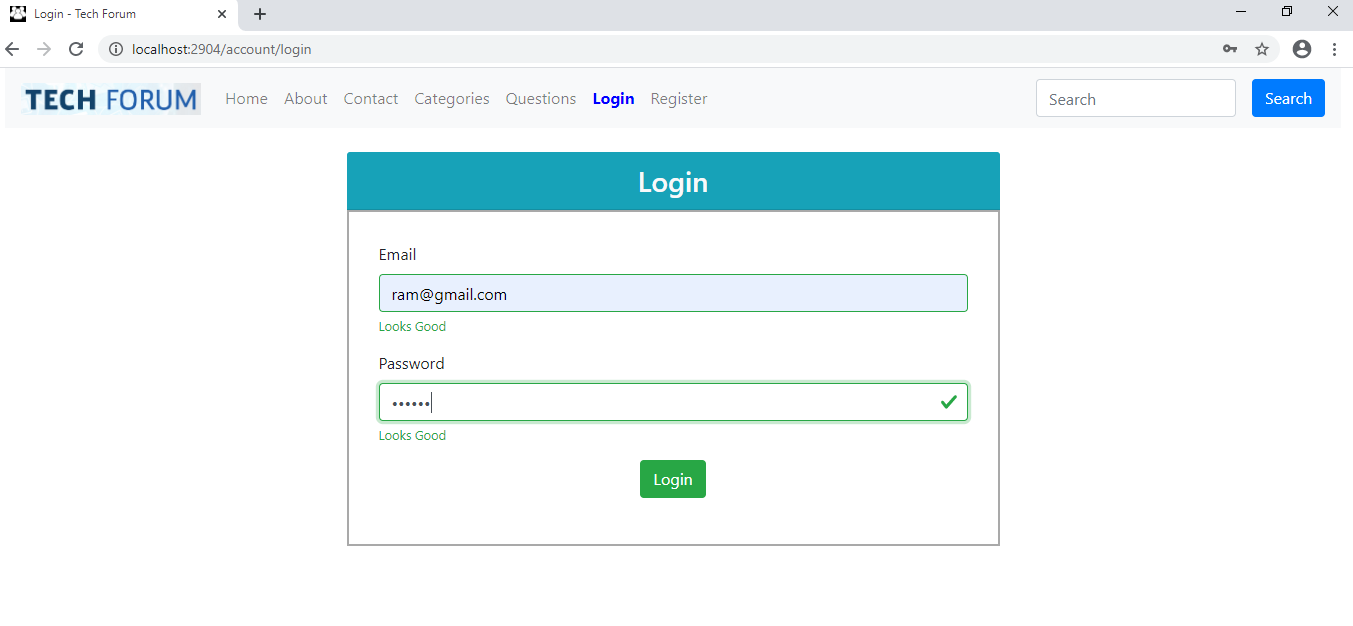 Login - Tech Forum
localhost:2904/account/login
TECH FORUM Home About Contact Categories Questions Login Register Search Search
Login
Email
ram@gmail.com
Looks Good
Password
••••••
Looks Good
Login